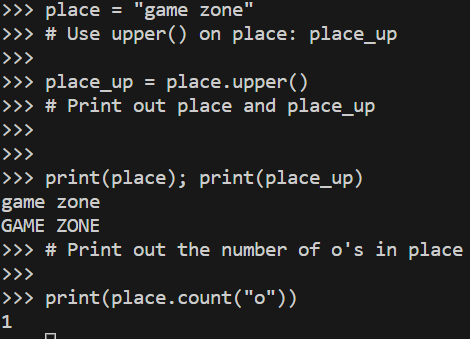 >>> place = "game zone"
>>> # Use upper() on place: place_up
>>>
>>> place_up = place.upper()
>>> # Print out place and place_up
>>>
>>>
>>> print(place); print(place_up)
game zone
GAME ZONE
>>> # Print out the number of o's in place
>>>
>>> print(place.count("o"))
1